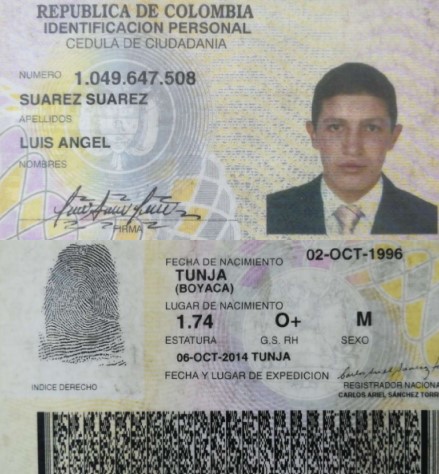 REPUBLICA DE COLOMBIA
IDENTIFICACION PERSONAL
CEDULA DE CIUDADANIA
NUMERO 1.049.647.508
SUAREZ SUAREZ
APELLIDOS
LUIS ANGEL
NOMBRES
FIRMA
FECHA DE NACIMIENTO 02-OCT-1996
TUNJA
(BOYACA)
LUGAR DE NACIMIENTO
1.74 O+ M
ESTATURA G.S. RH SEXO
06-OCT-2014 TUNJA
FECHA Y LUGAR DE EXPEDICION
INDICE DERECHO
REGISTRADOR NACIONA
CARLOS ARIEL SANCHEZ TORR